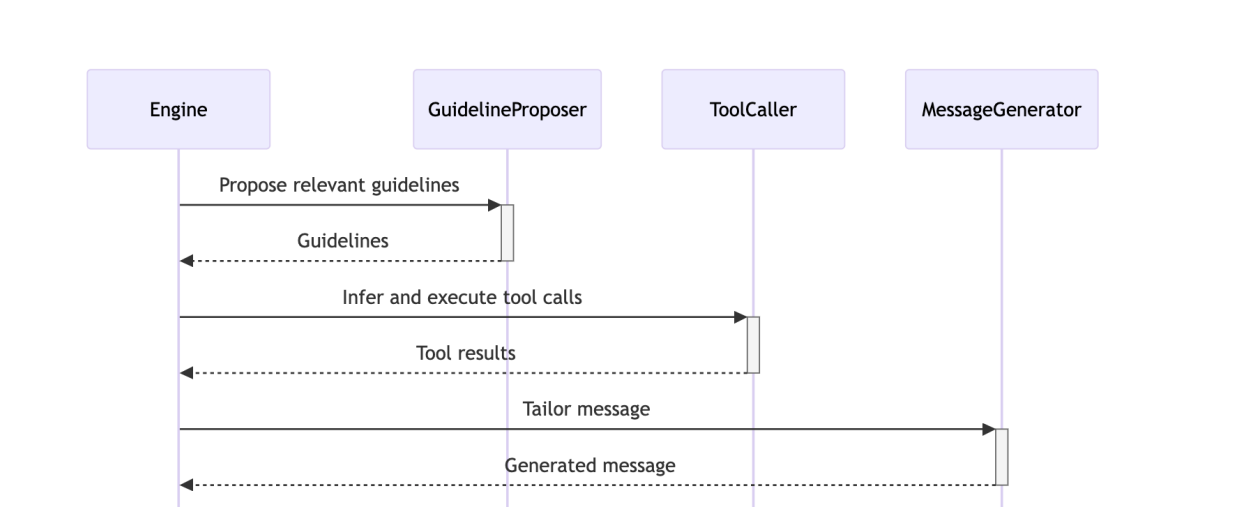 Engine
GuidelineProposer
ToolCaller
MessageGenerator
Propose relevant guidelines
Guidelines
Infer and execute tool calls
Tool results
Tailor message
Generated message